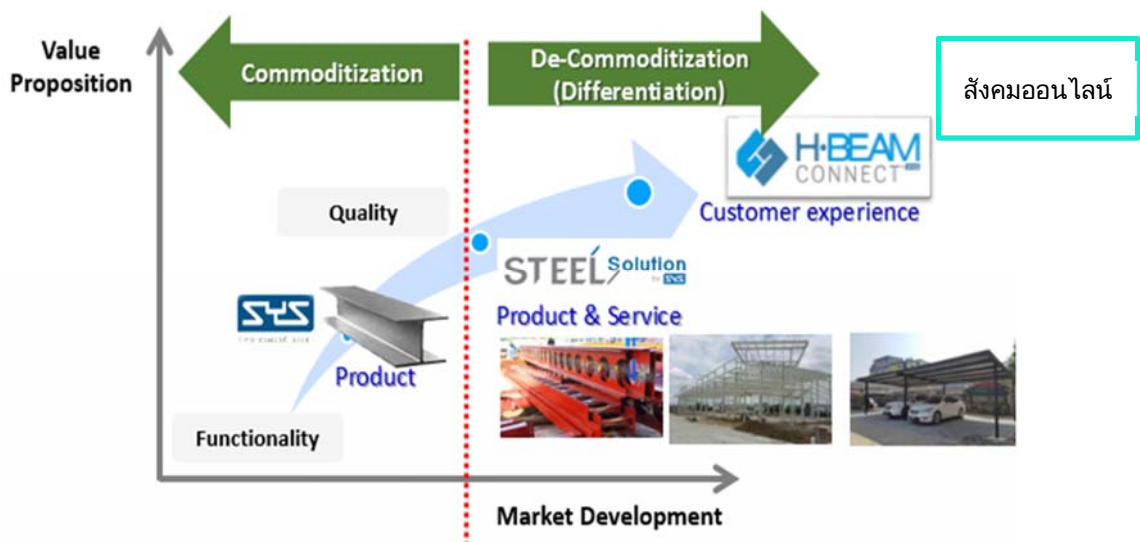 Value
Proposition
Commoditization
De-Commoditization
(Differentiation)
สังคมออนไลน์
H-BEAM
CONNECT
Customer experience
Quality
STEEL Solution
by SYS
Product & Service
SYS
Product
Functionality
Market Development